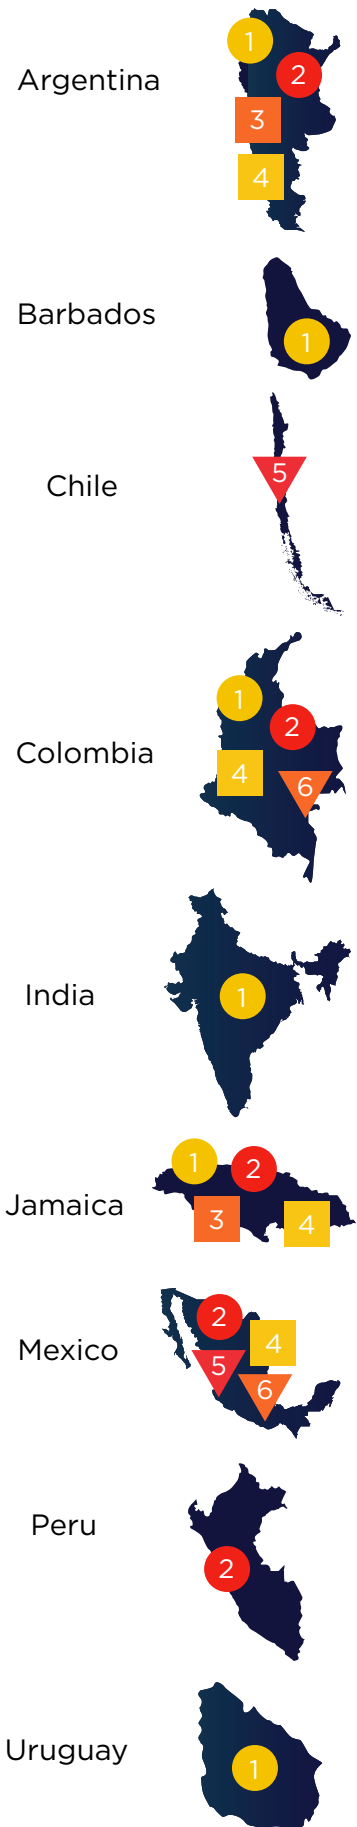 1
Argentina
2
3
4
Barbados
1
Chile
5
1
2
Colombia
4
6
India
1
1
2
Jamaica
3
4
2
Mexico
4
5
6
Peru
2
Uruguay
1